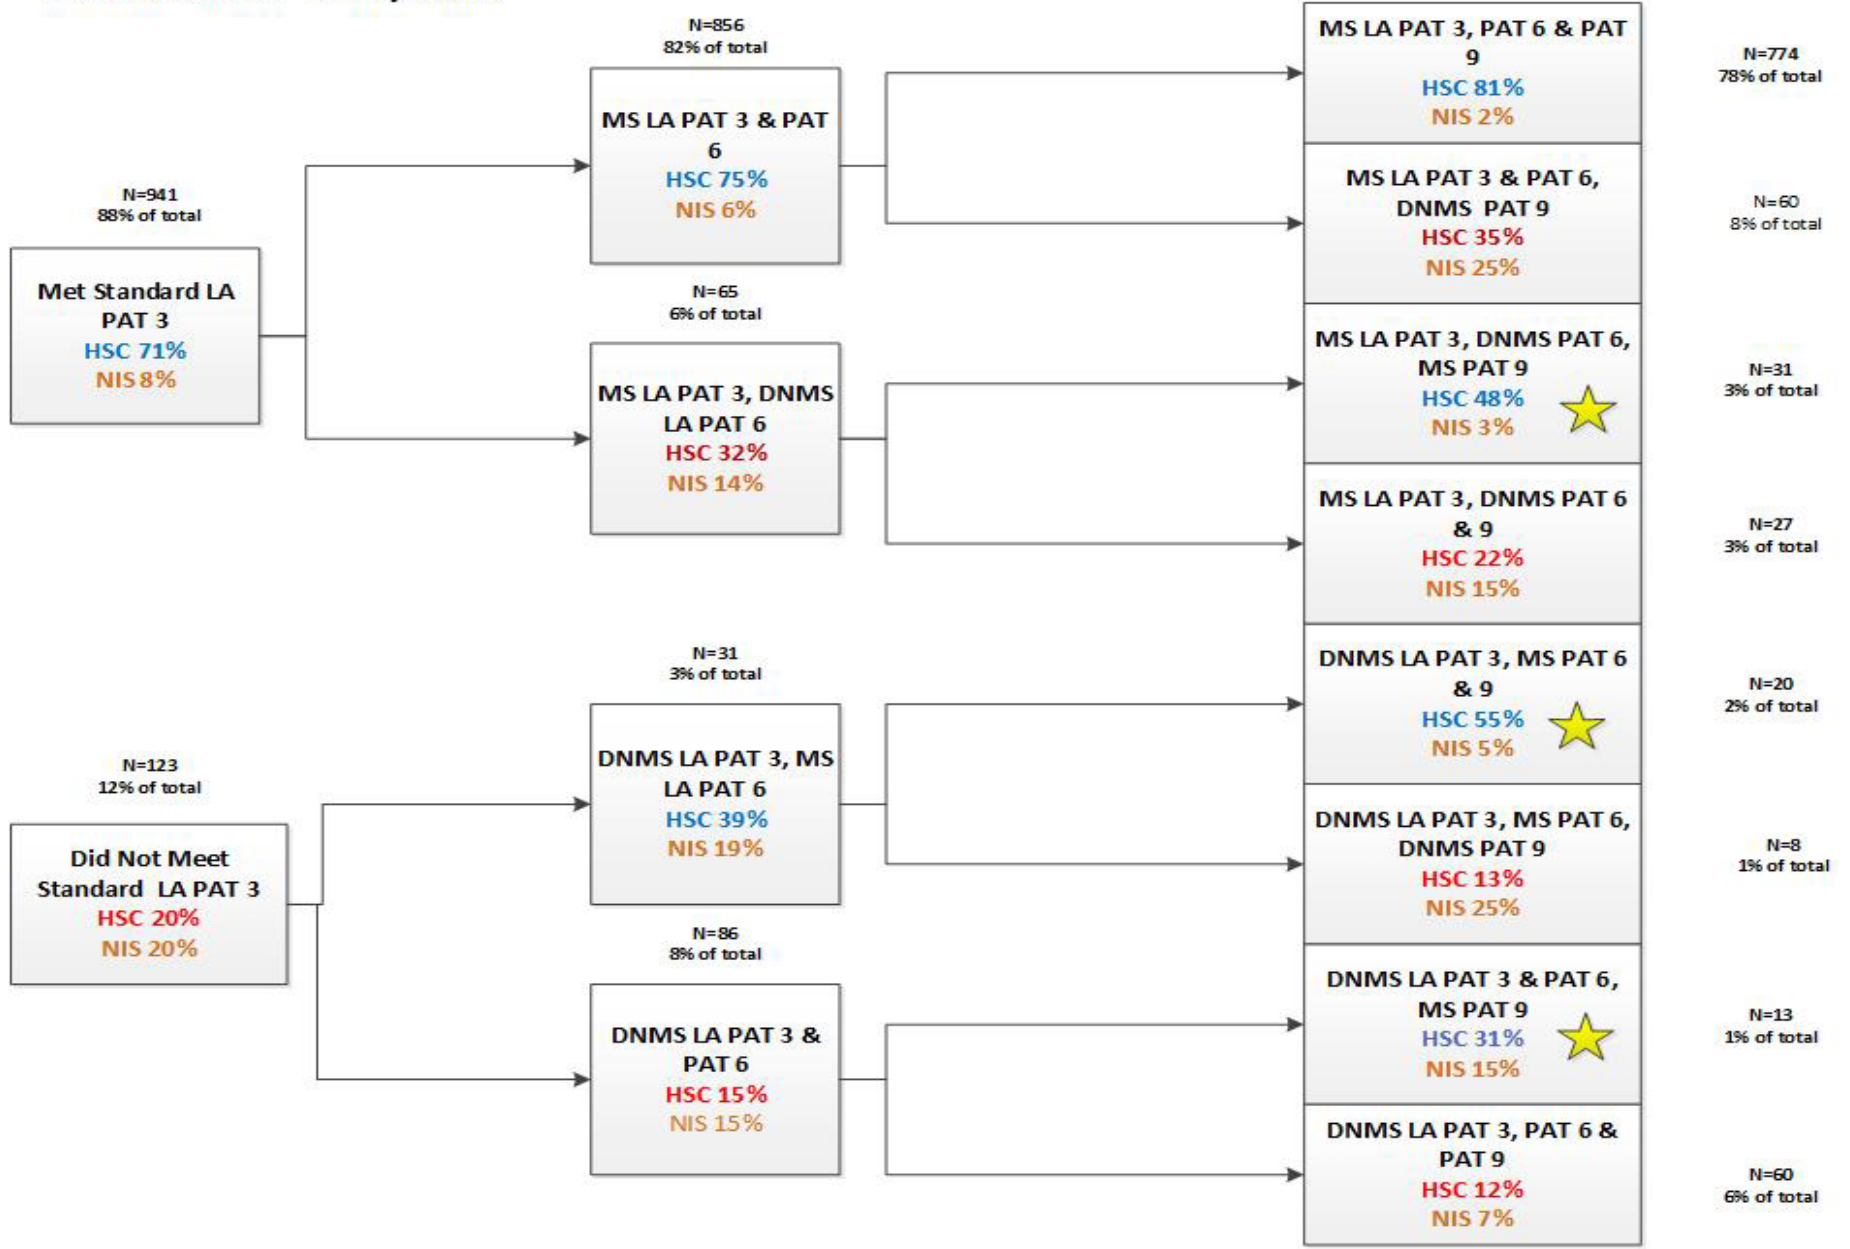 N=941
88% of total
Met Standard LA
PAT 3
HSC 71%
NIS 8%
N=123
12% of total
Did Not Meet
Standard LA PAT 3
HSC 20%
NIS 20%
N=856
82% of total
MS LA PAT 3 & PAT
6
HSC 75%
NIS 6%
N=65
6% of total
MS LA PAT 3, DNMS
LA PAT 6
HSC 32%
NIS 14%
N=31
3% of total
DNMS LA PAT 3, MS
LA PAT 6
HSC 39%
NIS 19%
N=86
8% of total
DNMS LA PAT 3 &
PAT 6
HSC 15%
NIS 15%
MS LA PAT 3, PAT 6 & PAT
9
HSC 81%
NIS 2%
N=774
78% of total
MS LA PAT 3 & PAT 6,
DNMS PAT 9
HSC 35%
NIS 25%
N=60
8% of total
MS LA PAT 3, DNMS PAT 6,
MS PAT 9
HSC 48%
NIS 3%
N=31
3% of total
MS LA PAT 3, DNMS PAT 6
& 9
HSC 22%
NIS 15%
N=27
3% of total
DNMS LA PAT 3, MS PAT 6
& 9
HSC 55%
NIS 5%
N=20
2% of total
DNMS LA PAT 3, MS PAT 6,
DNMS PAT 9
HSC 13%
NIS 25%
N=8
1% of total
DNMS LA PAT 3 & PAT 6,
MS PAT 9
HSC 31%
NIS 15%
N=13
1% of total
DNMS LA PAT 3, PAT 6 &
PAT 9
HSC 12%
NIS 7%
N=60
6% of total